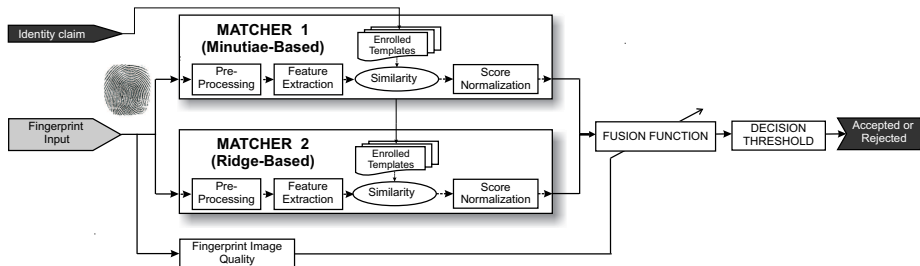 Identity claim
MATCHER 1
(Minutiae-Based)
Enrolled
Templates
Pre-
Processing
Feature
Extraction
Similarity
Score
Normalization
Fingerprint
Input
MATCHER 2
(Ridge-Based)
Enrolled
Templates
Pre-
Processing
Feature
Extraction
Similarity
Score
Normalization
FUSION FUNCTION
DECISION
THRESHOLD
Accepted or
Rejected
Fingerprint Image
Quality